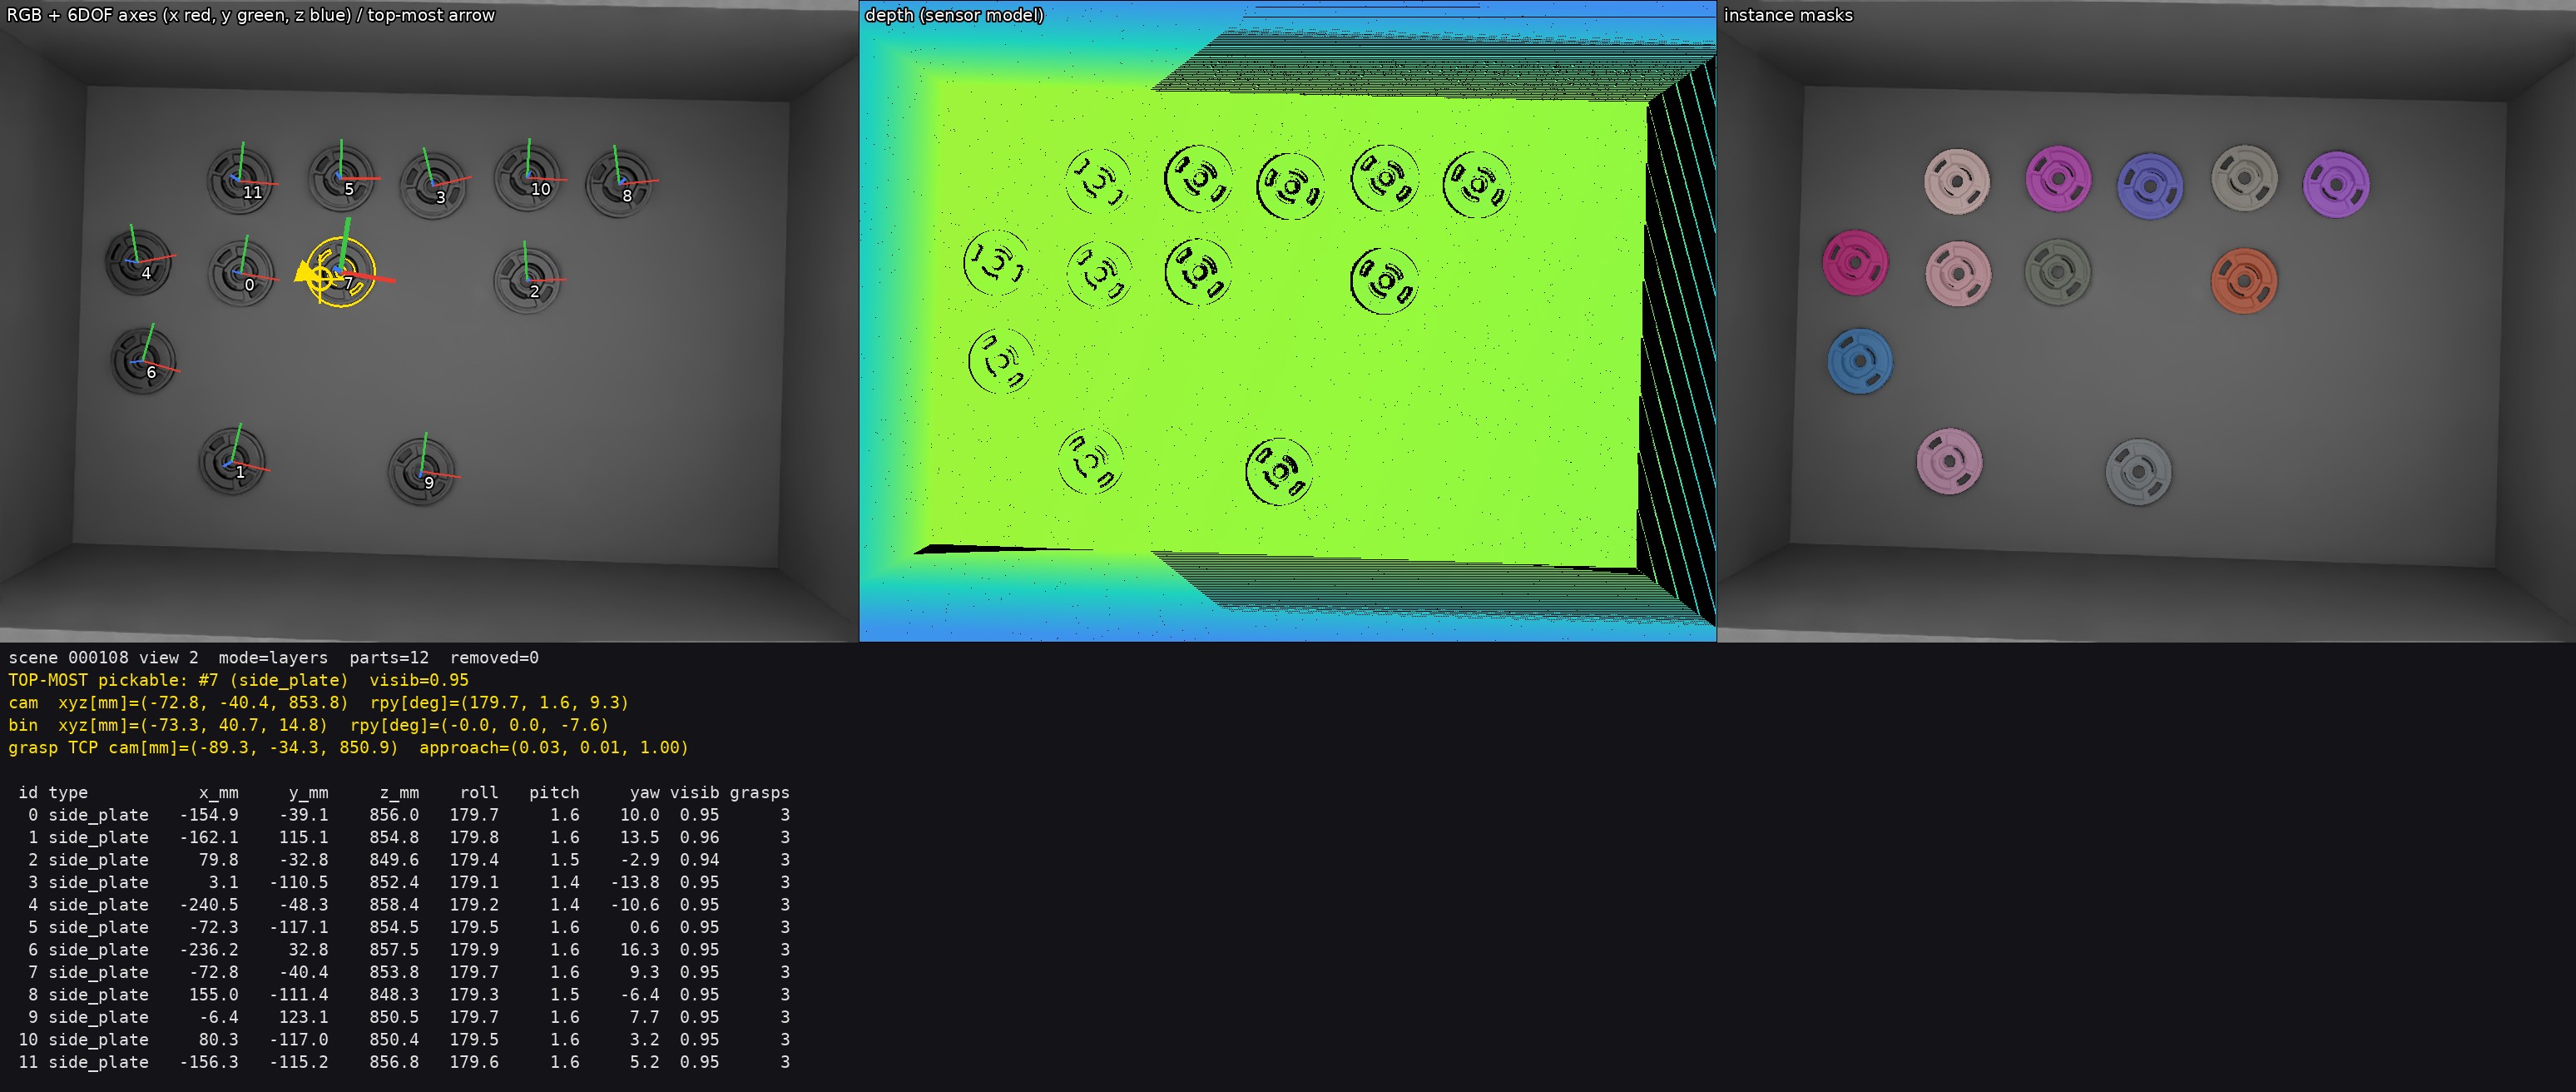 RGB + 6DOF axes (x red, y green, z blue) / top-most arrow
depth (sensor model)
instance masks
11
5
3
10
8
4
0
7
2
6
1
9
scene 000108 view 2  mode=layers  parts=12  removed=0
TOP-MOST pickable: #7 (side_plate)  visib=0.95
cam  xyz[mm]=(-72.8, -40.4, 853.8)  rpy[deg]=(179.7, 1.6, 9.3)
bin  xyz[mm]=(-73.3, 40.7, 14.8)  rpy[deg]=(-0.0, 0.0, -7.6)
grasp TCP cam[mm]=(-89.3, -34.3, 850.9)  approach=(0.03, 0.01, 1.00)
id type x_mm y_mm z_mm roll pitch yaw visib grasps
0 side_plate -154.9 -39.1 856.0 179.7 1.6 10.0 0.95 3
1 side_plate -162.1 115.1 854.8 179.8 1.6 13.5 0.96 3
2 side_plate 79.8 -32.8 849.6 179.4 1.5 -2.9 0.94 3
3 side_plate 3.1 -110.5 852.4 179.1 1.4 -13.8 0.95 3
4 side_plate -240.5 -48.3 858.4 179.2 1.4 -10.6 0.95 3
5 side_plate -72.3 -117.1 854.5 179.5 1.6 0.6 0.95 3
6 side_plate -236.2 32.8 857.5 179.9 1.6 16.3 0.95 3
7 side_plate -72.8 -40.4 853.8 179.7 1.6 9.3 0.95 3
8 side_plate 155.0 -111.4 848.3 179.3 1.5 -6.4 0.95 3
9 side_plate -6.4 123.1 850.5 179.7 1.6 7.7 0.95 3
10 side_plate 80.3 -117.0 850.4 179.5 1.6 3.2 0.95 3
11 side_plate -156.3 -115.2 856.8 179.6 1.6 5.2 0.95 3